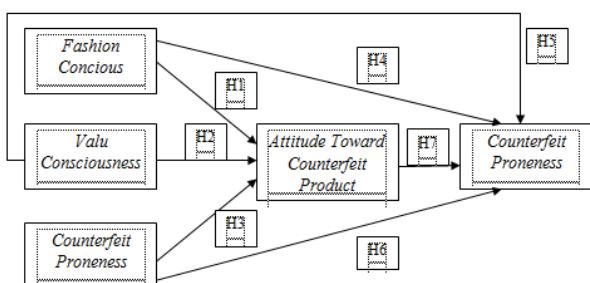 Fashion
Concious
H5
H4
H1
Valu
Consciousness
H2
Attitude Toward
Counterfeit
Product
H7
Counterfeit
Proneness
H3
Counterfeit
Proneness
H6